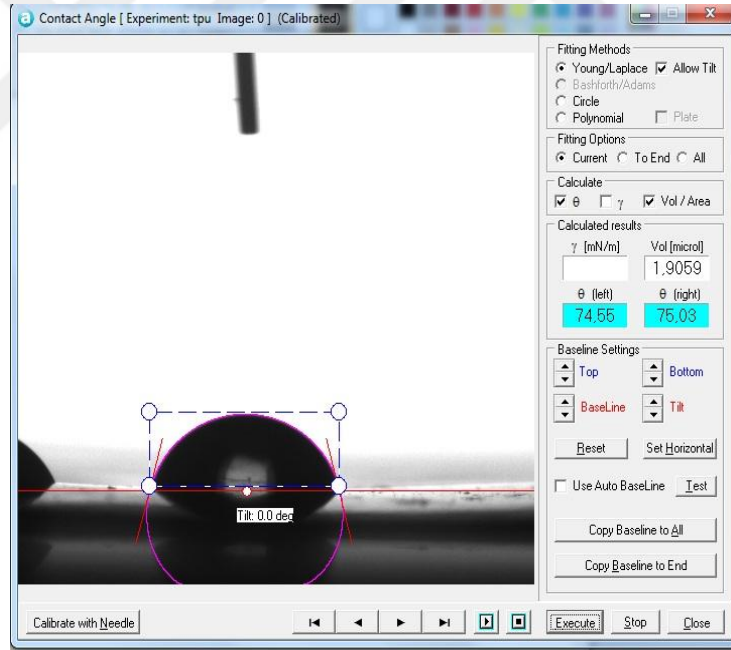 Contact Angle [ Experiment: tpu Image: 0 ] (Calibrated)
Fitting Methods
Young/Laplace Allow Tilt
Bashforth/Adams
Circle
Polynomial Plate
Fitting Options
Current To End All
Calculate
θ γ Vol / Area
Calculated results
γ [mN/m] Vol [microl]
1,9059
θ (left) θ (right)
74,55 75,03
Baseline Settings
Top Bottom
BaseLine Tilt
Reset Set Horizontal
Use Auto BaseLine Test
Tilt: 0.0 deg
Copy Baseline to All
Copy Baseline to End
Calibrate with Needle Execute Stop Close